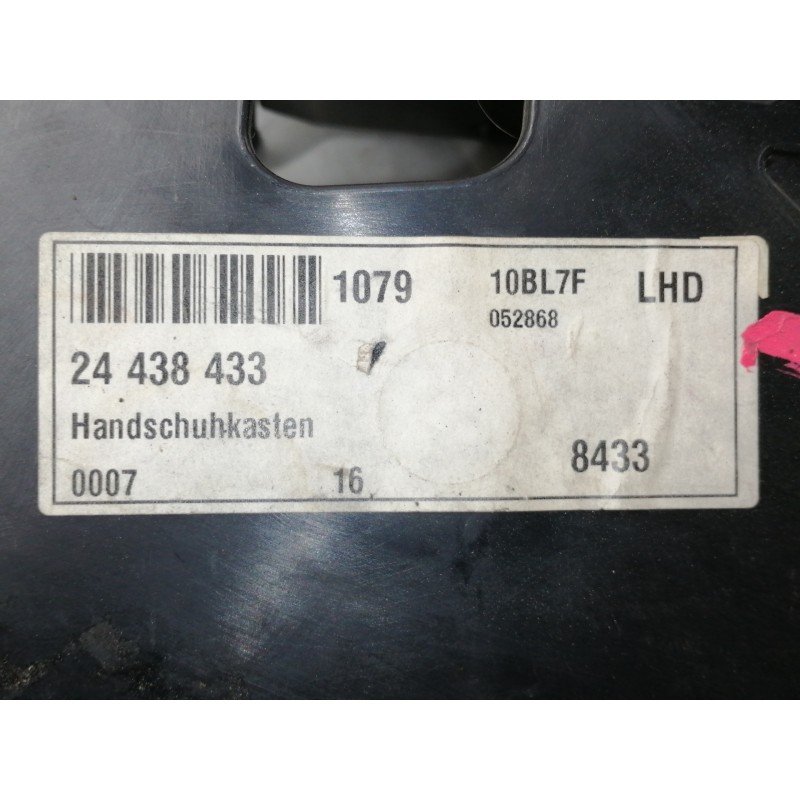 1079 10BL7F LHD
052868
24 438 433
Handschuhkasten
8433
0007 16